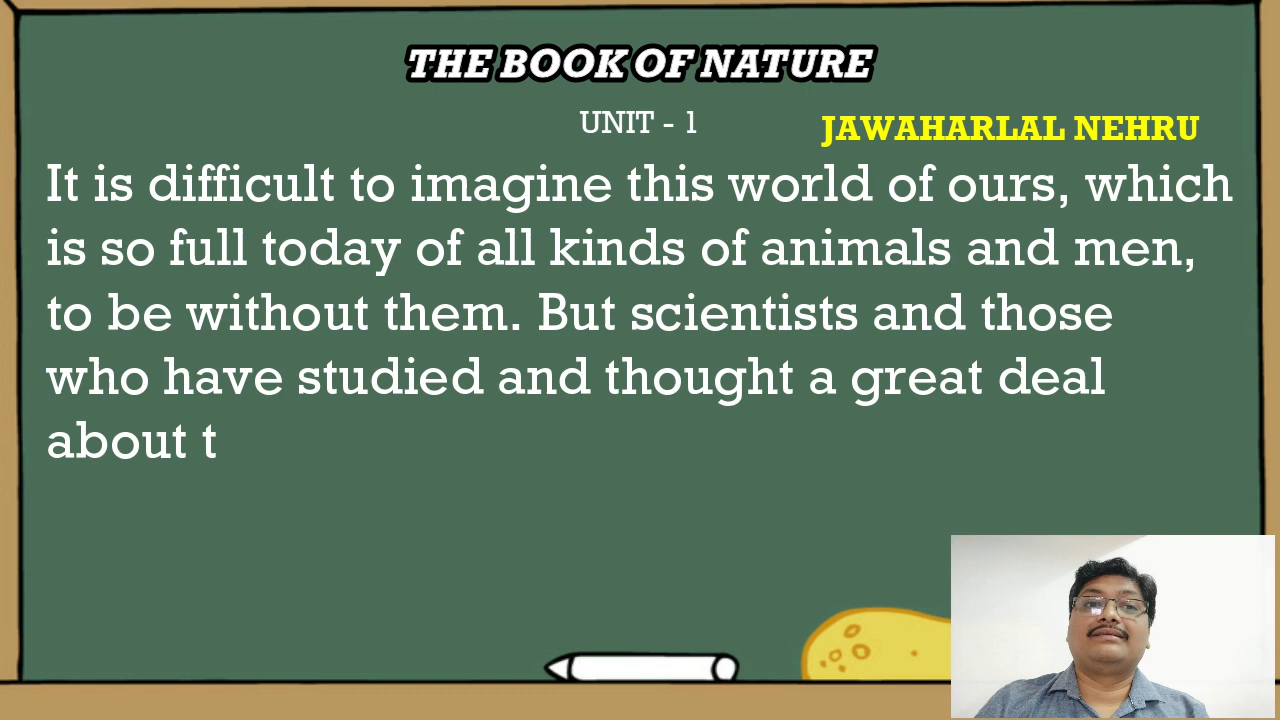 THE BOOK OF NATURE
UNIT - 1
JAWAHARLAL NEHRU
It is difficult to imagine this world of ours, which
is so full today of all kinds of animals and men,
to be without them. But scientists and those
who have studied and thought a great deal
about t